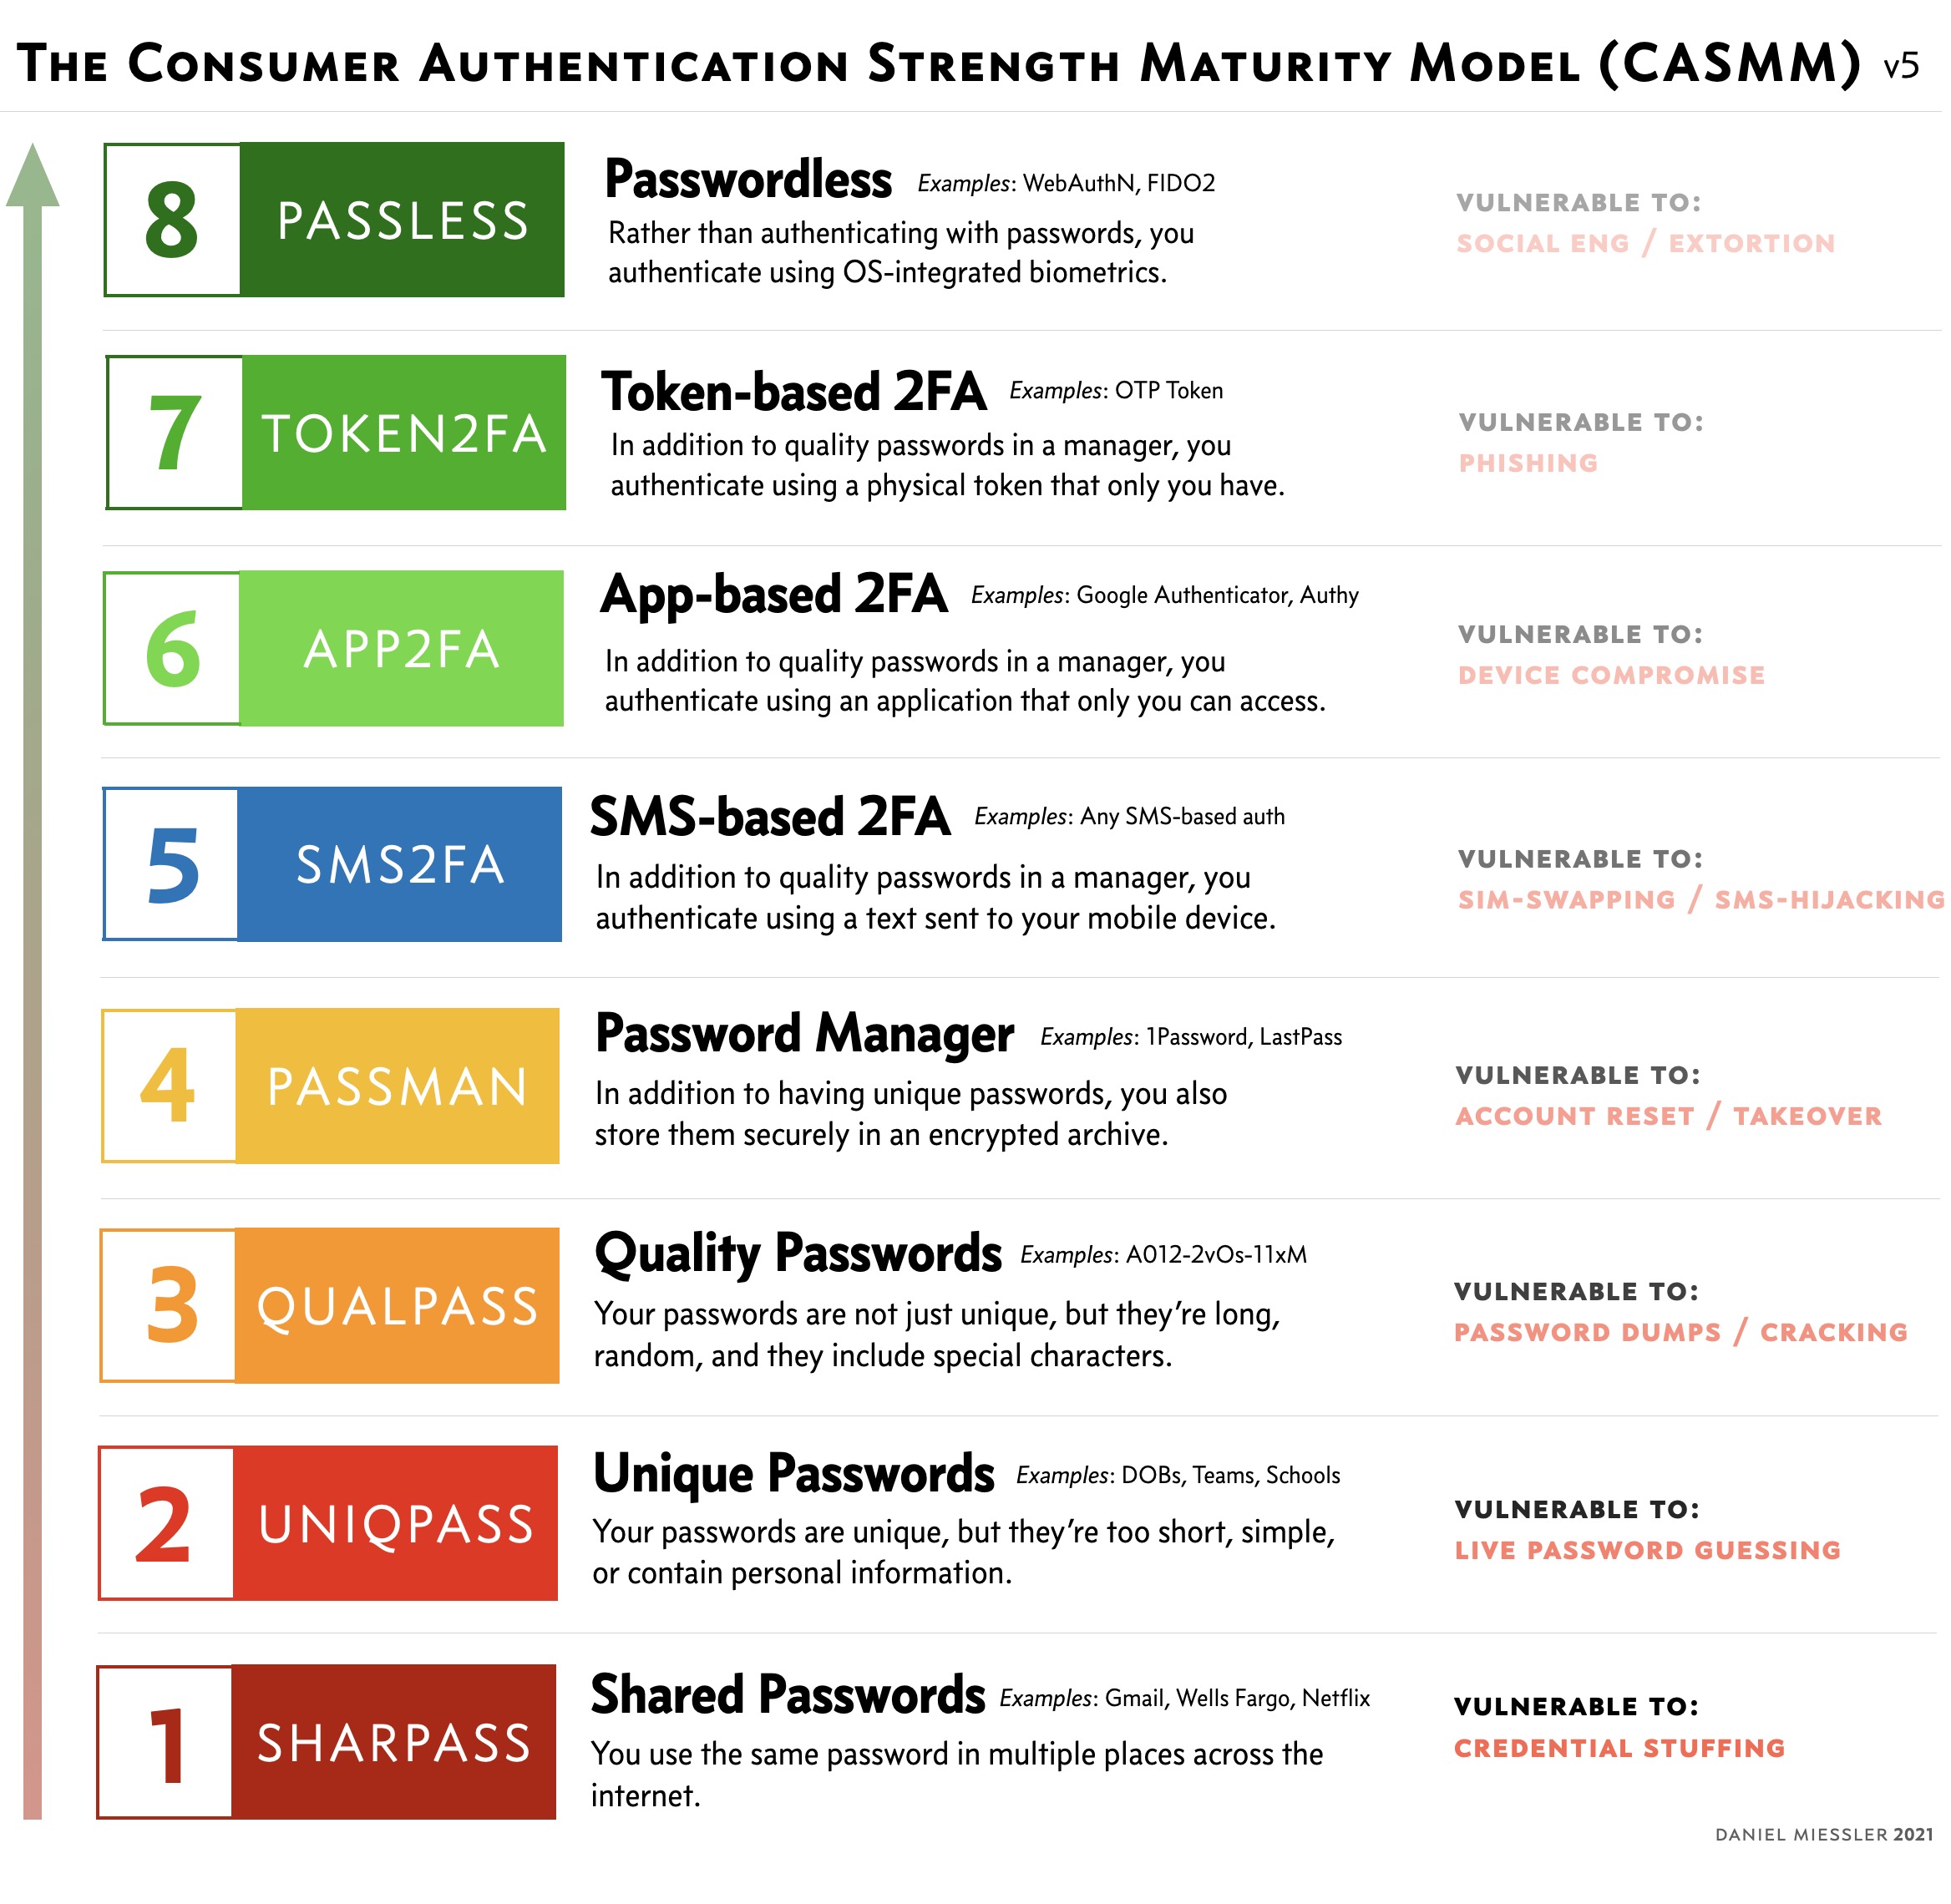 The Consumer Authentication Strength Maturity Model (CASMM) v5
8 PASSLESS
Passwordless Examples: WebAuthN, FIDO2
Rather than authenticating with passwords, you
authenticate using OS-integrated biometrics.
VULNERABLE TO:
SOCIAL ENG / EXTORTION
7 TOKEN2FA
Token-based 2FA Examples: OTP Token
In addition to quality passwords in a manager, you
authenticate using a physical token that only you have.
VULNERABLE TO:
PHISHING
6 APP2FA
App-based 2FA Examples: Google Authenticator, Authy
In addition to quality passwords in a manager, you
authenticate using an application that only you can access.
VULNERABLE TO:
DEVICE COMPROMISE
5 SMS2FA
SMS-based 2FA Examples: Any SMS-based auth
In addition to quality passwords in a manager, you
authenticate using a text sent to your mobile device.
VULNERABLE TO:
SIM-SWAPPING / SMS-HIJACKING
4 PASSMAN
Password Manager Examples: 1Password, LastPass
In addition to having unique passwords, you also
store them securely in an encrypted archive.
VULNERABLE TO:
ACCOUNT RESET / TAKEOVER
3 QUALPASS
Quality Passwords Examples: A012-2vOs-11xM
Your passwords are not just unique, but they’re long,
random, and they include special characters.
VULNERABLE TO:
PASSWORD DUMPS / CRACKING
2 UNIQPASS
Unique Passwords Examples: DOBs, Teams, Schools
Your passwords are unique, but they’re too short, simple,
or contain personal information.
VULNERABLE TO:
LIVE PASSWORD GUESSING
1 SHARPASS
Shared Passwords Examples: Gmail, Wells Fargo, Netflix
You use the same password in multiple places across the
internet.
VULNERABLE TO:
CREDENTIAL STUFFING
DANIEL MIESSLER 2021